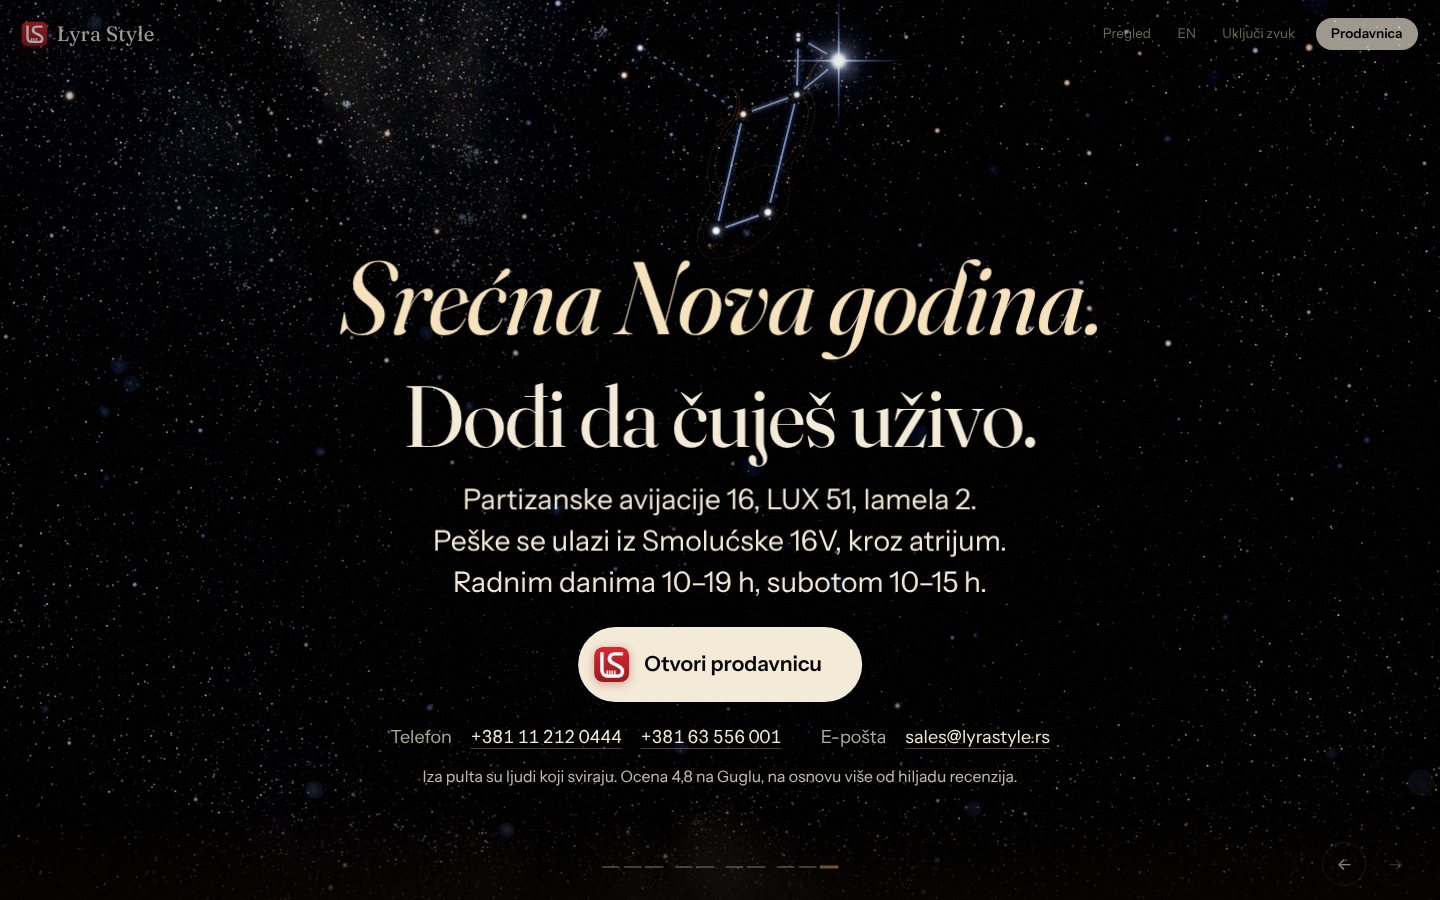 Lyra Style
Pregled
EN
Uključi zvuk
Prodavnica
Srećna Nova godina.
Dođi da čuješ uživo.
Partizanske avijacije 16, LUX 51, lamela 2.
Peške se ulazi iz Smolućske 16V, kroz atrijum.
Radnim danima 10–19 h, subotom 10–15 h.
LS Otvori prodavnicu
Telefon +381 11 212 0444 +381 63 556 001 E-pošta sales@lyrastyle.rs
Iza pulta su ljudi koji sviraju. Ocena 4,8 na Guglu, na osnovu više od hiljadu recenzija.